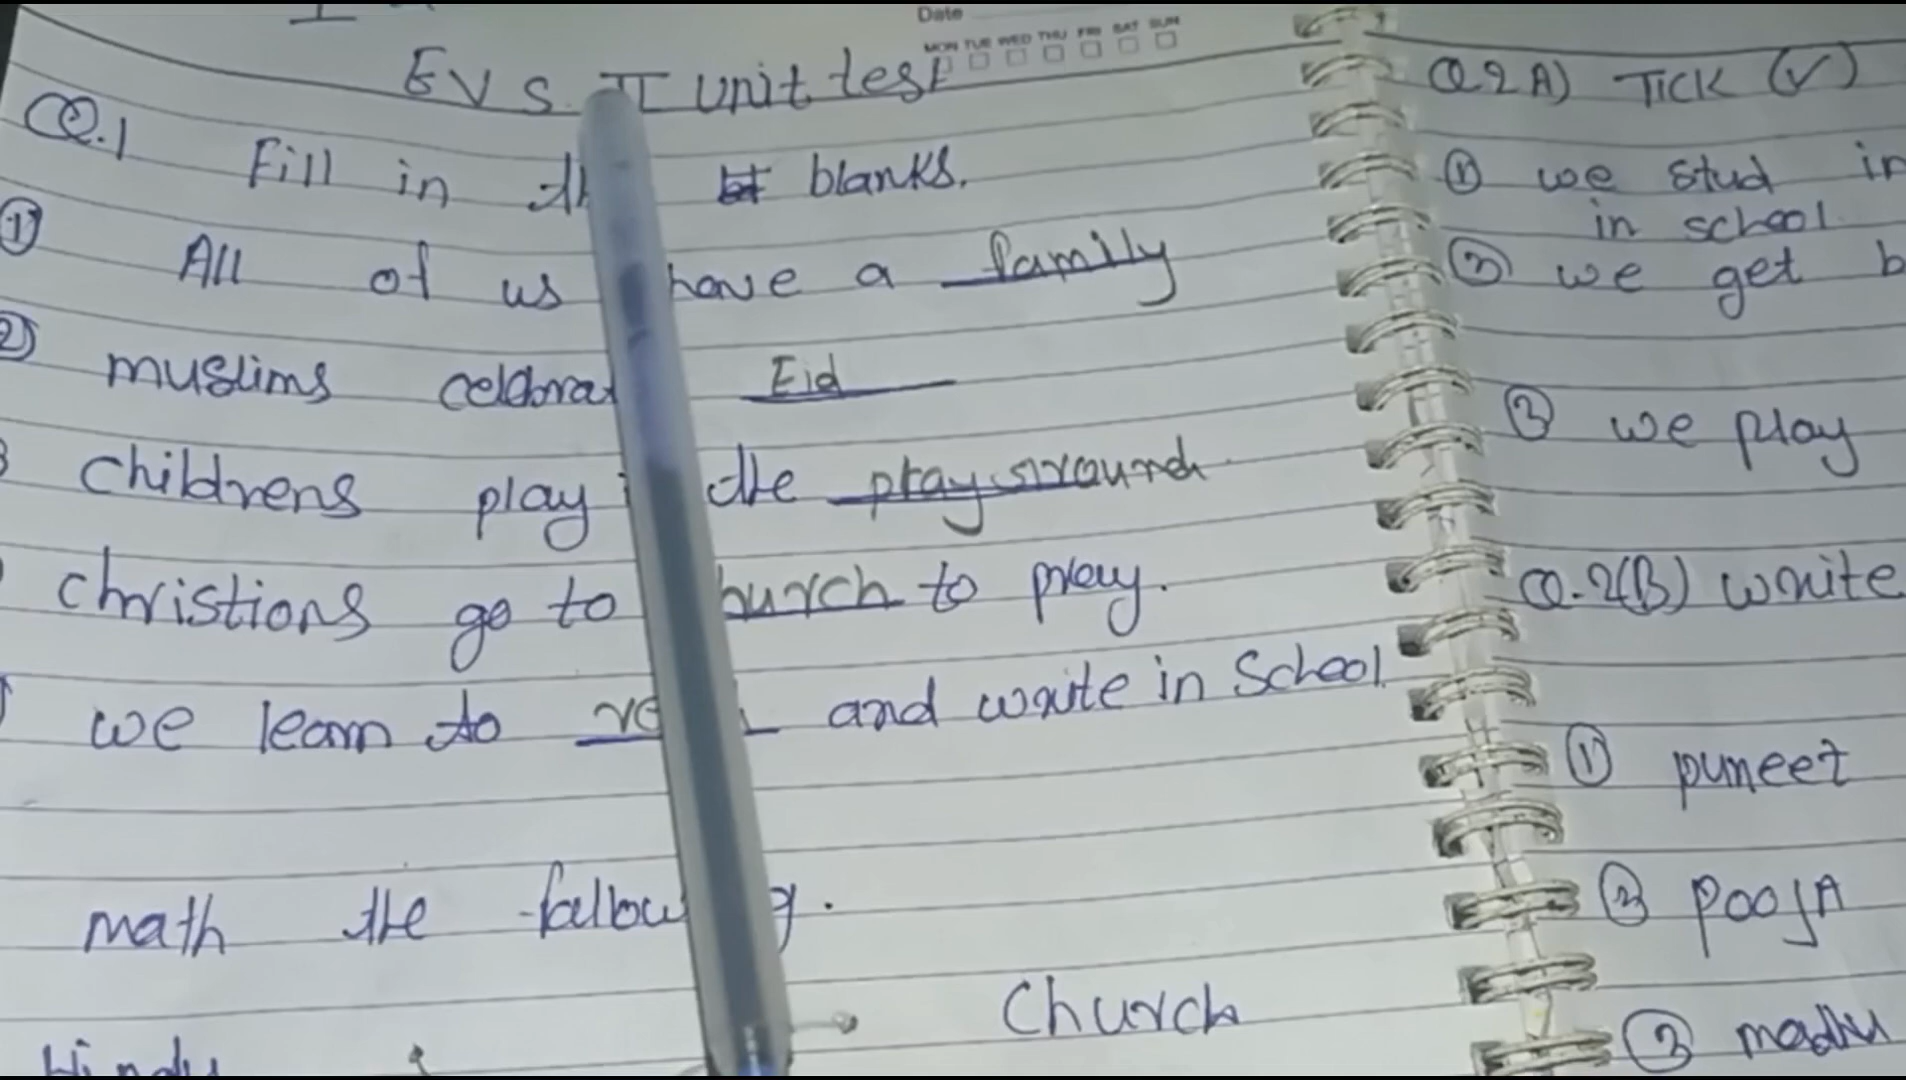 Date
MON TUE WED THU FRI SAT SUN
EVS II unit test
Q.1 Fill in blanks.
① All of us have a family
2) muslims Eid
3 childrens play the playground
christions go to to pray.
we learn to and write in School
math the
Church
Hindu
Q.2 A) TICK (✓)
① we stud in
in school
② we get b
③ we play
Q.2(B) write
① puneet
② PoojA
③ madhu